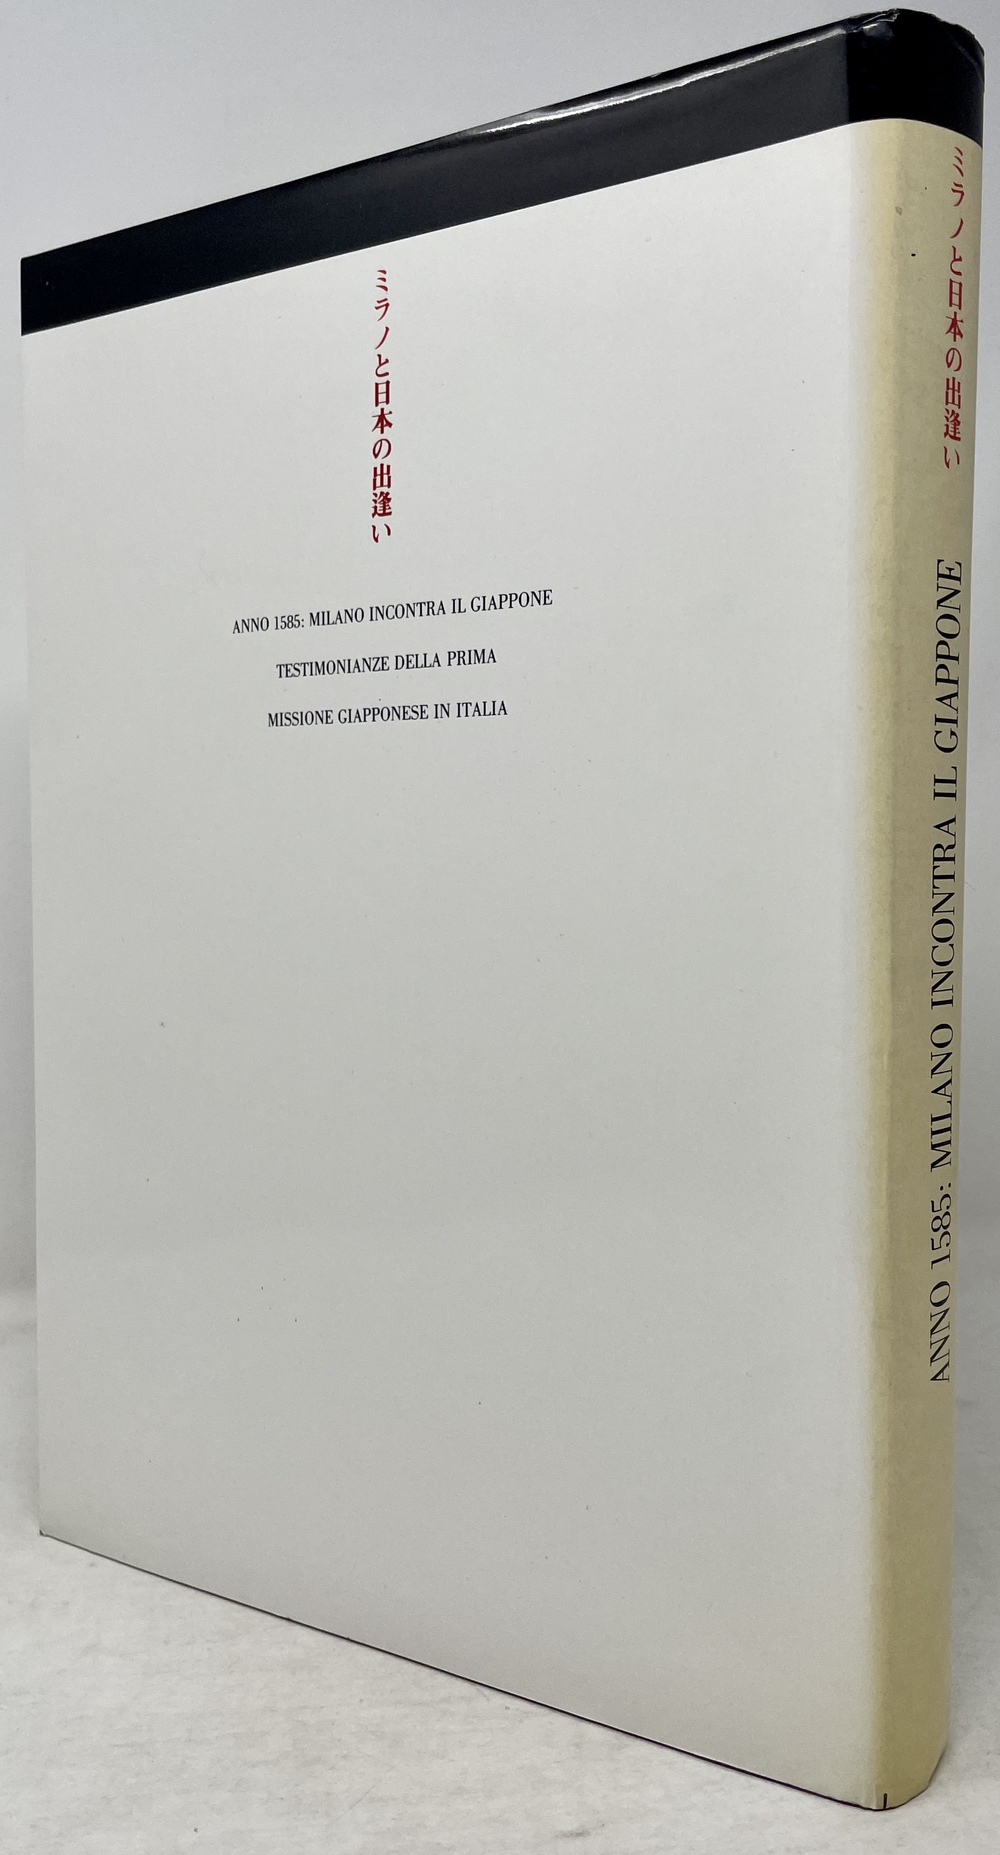 ミラノと日本の出逢い
ANNO 1585: MILANO INCONTRA IL GIAPPONE
TESTIMONIANZE DELLA PRIMA
MISSIONE GIAPPONESE IN ITALIA
ミラノと日本の出逢い
ANNO 1585: MILANO INCONTRA IL GIAPPONE